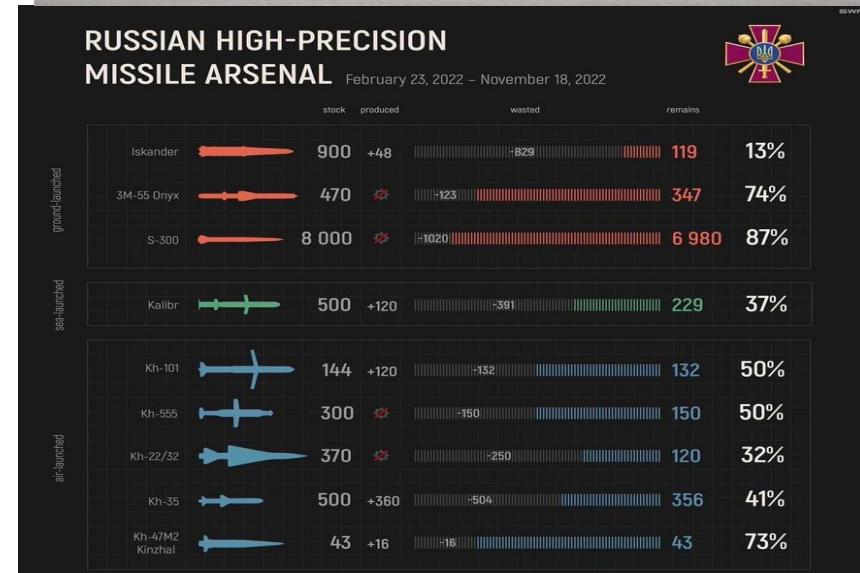 RUSSIAN HIGH-PRECISION
MISSILE ARSENAL February 23, 2022 – November 18, 2022
stock produced wasted remains
ground-launched
Iskander 900 +48 -829 119 13%
3M-55 Onyx 470 -123 347 74%
S-300 8 000 -1020 6 980 87%
sea-launched
Kalibr 500 +120 -391 229 37%
air-launched
Kh-101 144 +120 -132 132 50%
Kh-555 300 -150 150 50%
Kh-22/32 370 -250 120 32%
Kh-35 500 +360 -504 356 41%
Kh-47M2
Kinzhal 43 +16 -16 43 73%